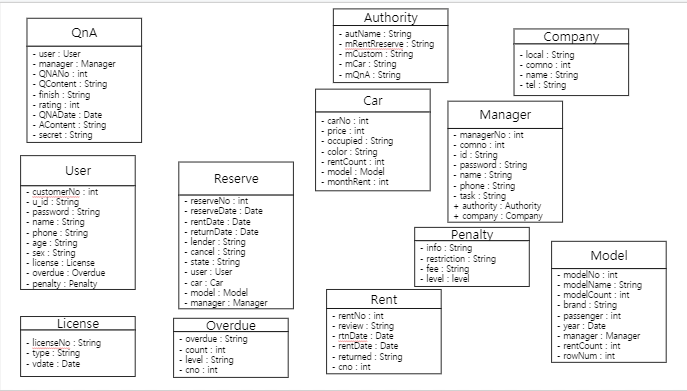 QnA
- user : User
- manager : Manager
- QNANo : int
- QContent : String
- finish : String
- rating : int
- QNADate : Date
- AContent : String
- secret : String
Authority
- autName : String
- mRentRreserve : String
- mCustom : String
- mCar : String
- mQnA : String
Company
- local : String
- comno : int
- name : String
- tel : String
Car
- carNo : int
- price : int
- occupied : String
- color : String
- rentCount : int
- model : Model
- monthRent : int
Manager
- managerNo : int
- comno : int
- id : String
- password : String
- name : String
- phone : String
- task : String
+ authority : Authority
+ company : Company
User
- customerNo : int
- u_id : String
- password : String
- name : String
- phone : String
- age : String
- sex : String
- license : License
- overdue : Overdue
- penalty : Penalty
Reserve
- reserveNo : int
- reserveDate : Date
- rentDate : Date
- returnDate : Date
- lender : String
- cancel : String
- state : String
- user : User
- car : Car
- model : Model
- manager : Manager
Penalty
- info : String
- restriction : String
- fee : String
- level : level
Model
- modelNo : int
- modelName : String
- modelCount : int
- brand : String
- passenger : int
- year : Date
- manager : Manager
- rentCount : int
- rowNum : int
License
- licenseNo : String
- type : String
- vdate : Date
Overdue
- overdue : String
- count : int
- level : String
- cno : int
Rent
- rentNo : int
- review : String
- rtnDate : Date
- rentDate : Date
- returned : String
- cno : int